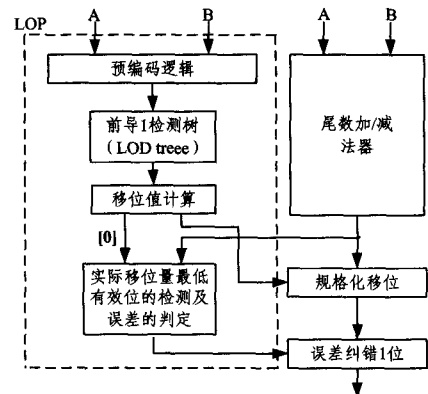 LOP
A
B
A
B
预编码逻辑
前导1检测树
(LOD treee)
尾数加/减
法器
移位值计算
[0]
实际移位量最低
有效位的检测及
误差的判定
规格化移位
误差纠错1位